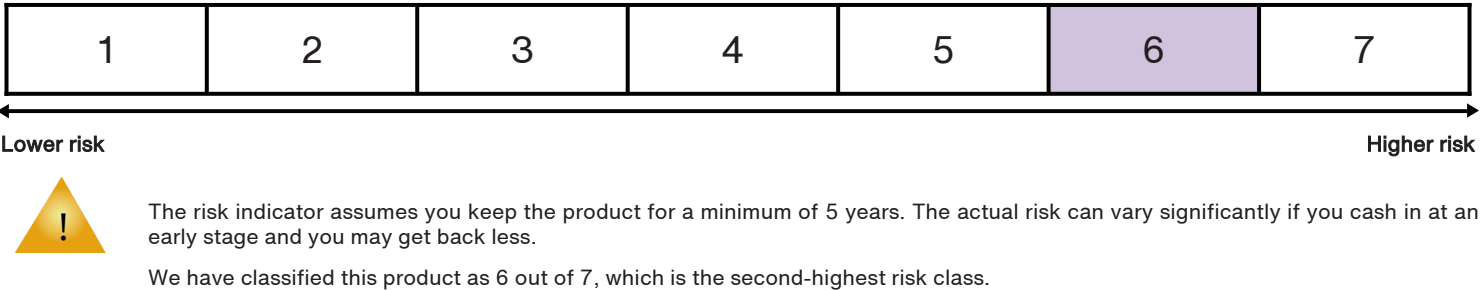 1 2 3 4 5 6 7
Lower risk Higher risk
!
The risk indicator assumes you keep the product for a minimum of 5 years. The actual risk can vary significantly if you cash in at an
early stage and you may get back less.
We have classified this product as 6 out of 7, which is the second-highest risk class.